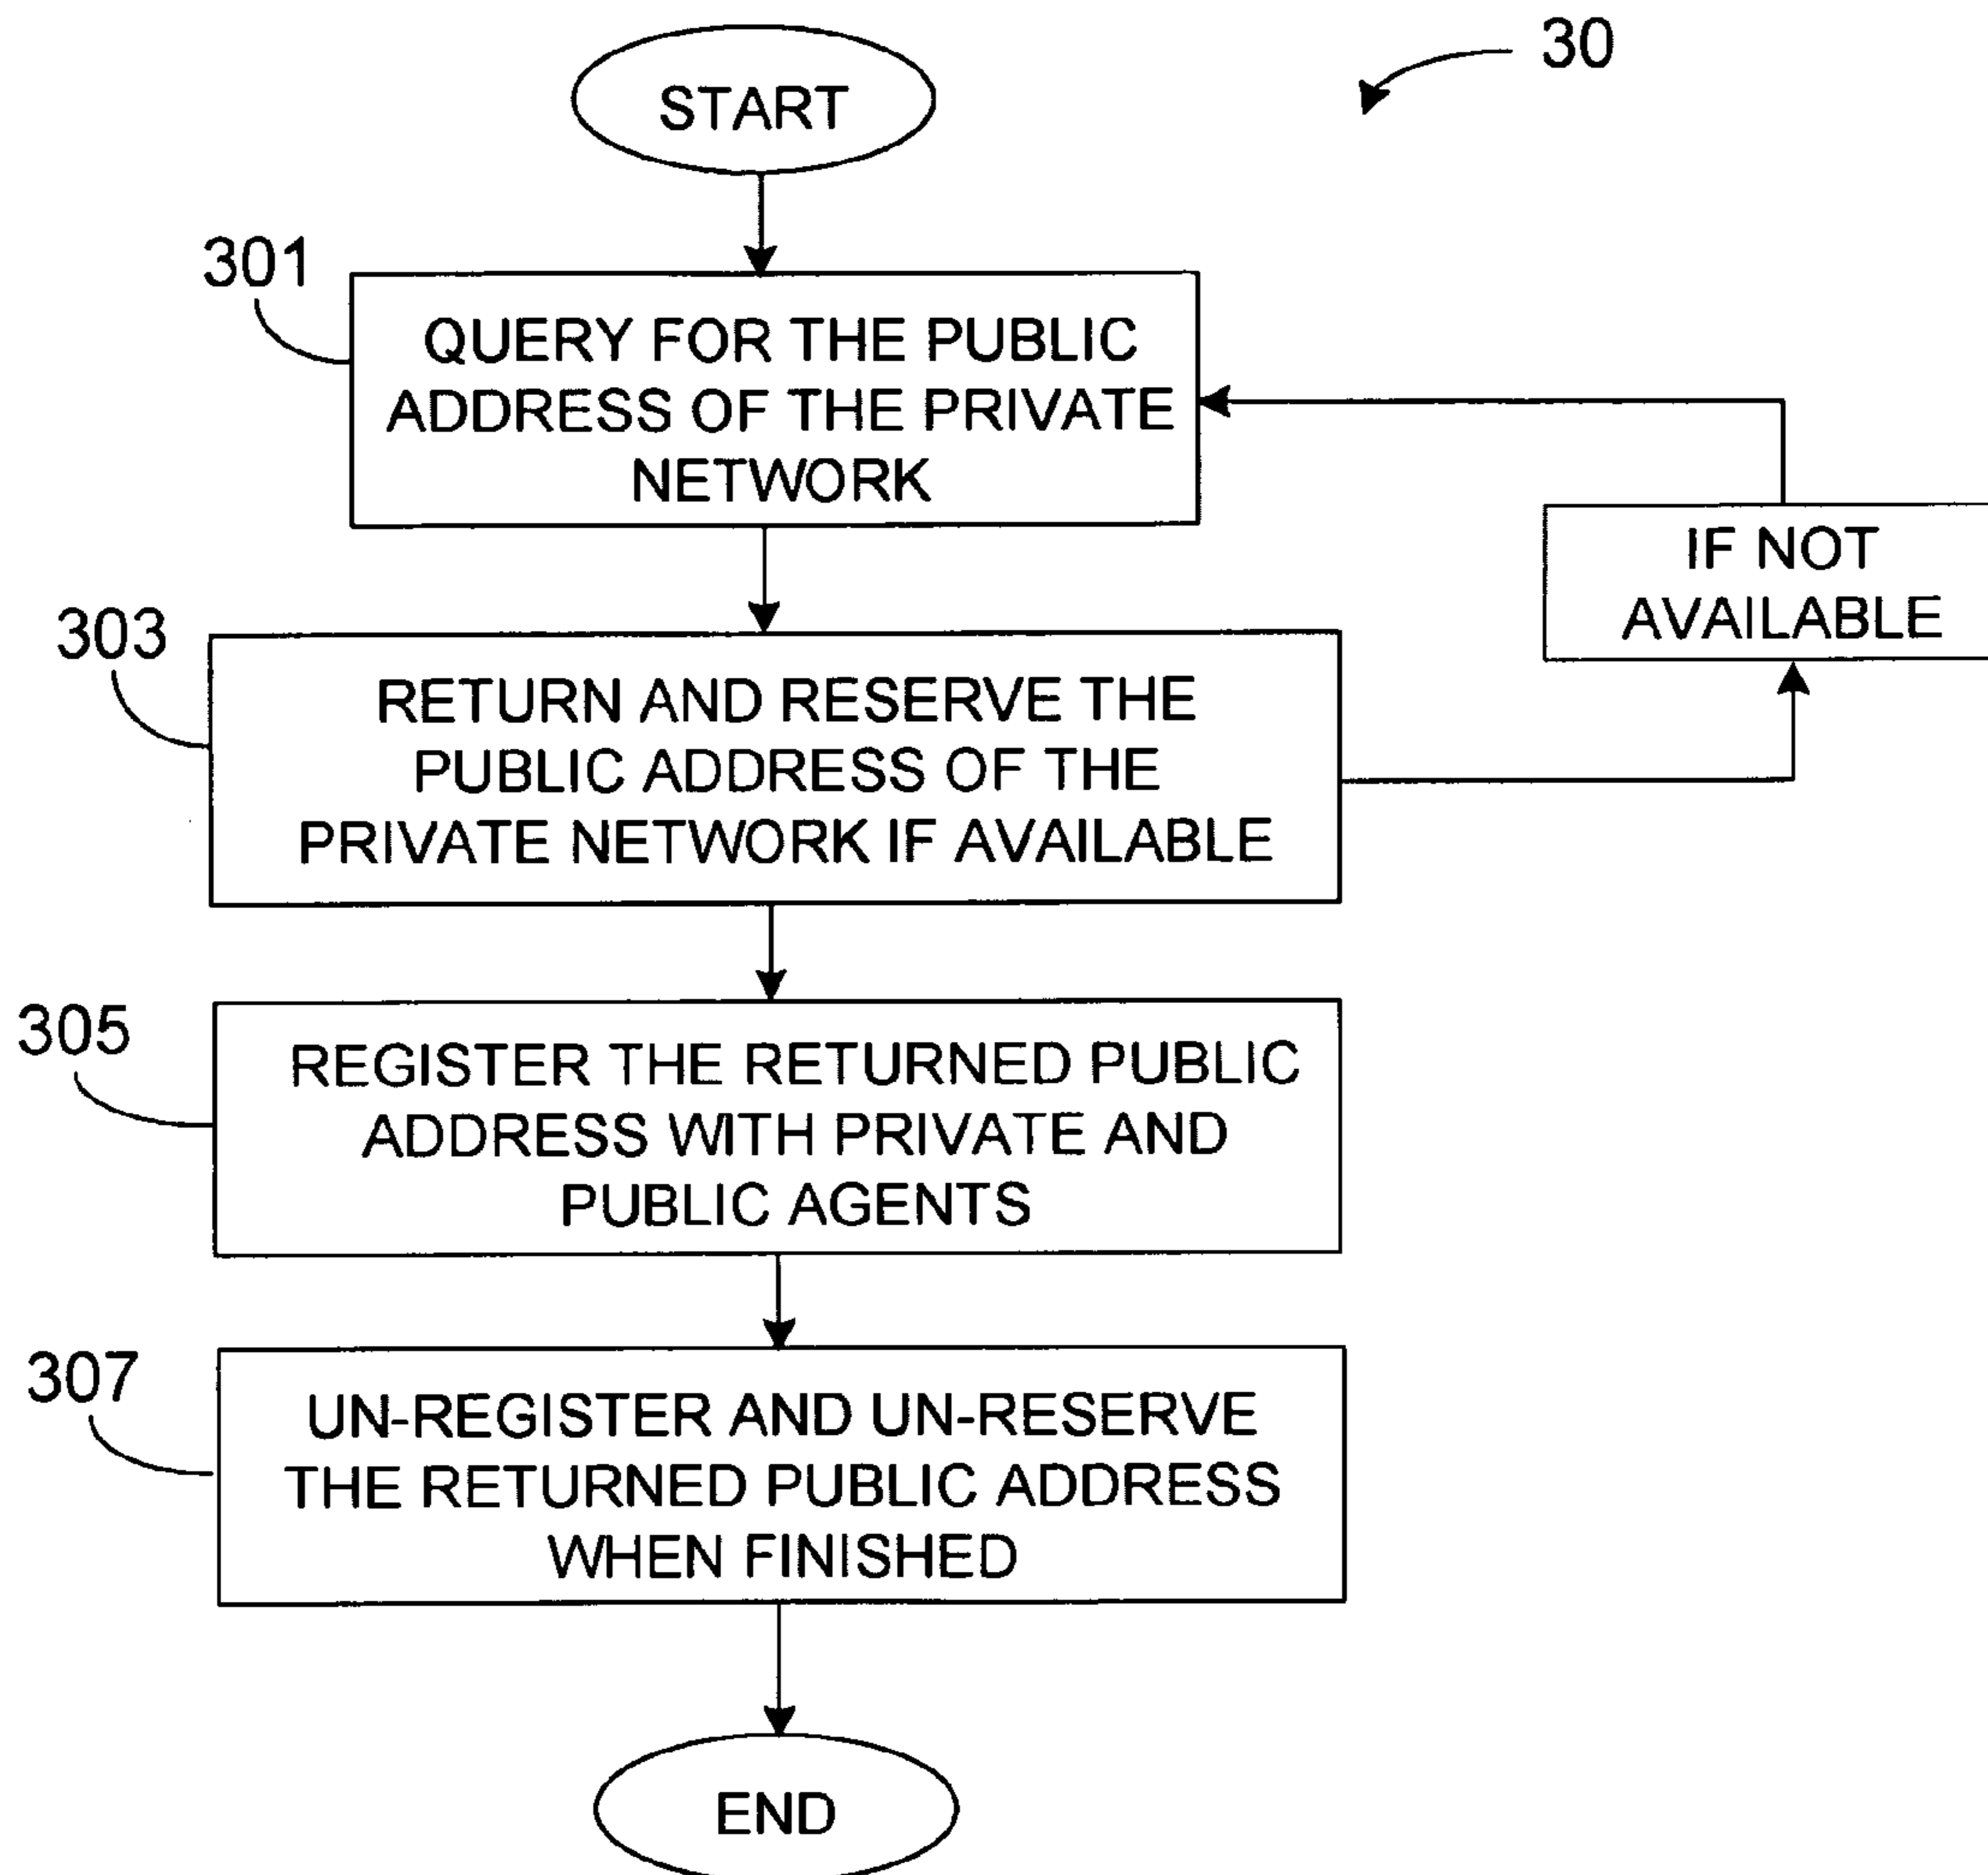 30
START
301
QUERY FOR THE PUBLIC
ADDRESS OF THE PRIVATE
NETWORK
IF NOT
AVAILABLE
303
RETURN AND RESERVE THE
PUBLIC ADDRESS OF THE
PRIVATE NETWORK IF AVAILABLE
305
REGISTER THE RETURNED PUBLIC
ADDRESS WITH PRIVATE AND
PUBLIC AGENTS
307
UN-REGISTER AND UN-RESERVE
THE RETURNED PUBLIC ADDRESS
WHEN FINISHED
END